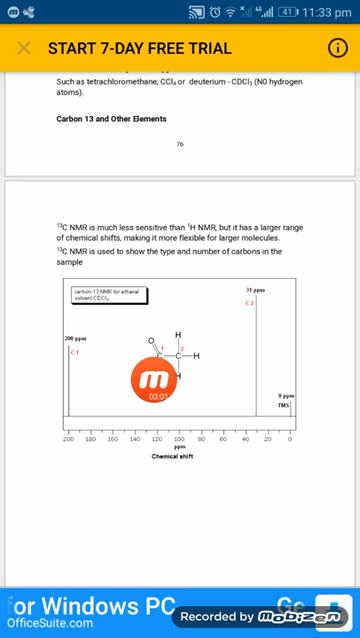 41 11:33 pm
START 7-DAY FREE TRIAL
Such as tetrachloromethane, CCl₄ or deuterium - CDCl₃ (N0 hydrogen
atoms).
Carbon 13 and Other Elements
76
¹³C NMR is much less sensitive than ¹H NMR, but it has a larger range
of chemical shifts, making it more flexible for larger molecules.
¹³C NMR is used to show the type and number of carbons in the
sample
carbon-13 NMR for ethanal
solvent CDCl₃
31 ppm
C 2
200 ppm
C 1
H
O
1
2
C
C
H
H
0 ppm
TMS
m
03:01
200 180 160 140 120 100 80 60 40 20 0
ppm
Chemical shift
for Windows PC
Ge
OfficeSuite.com
Recorded by mobizen